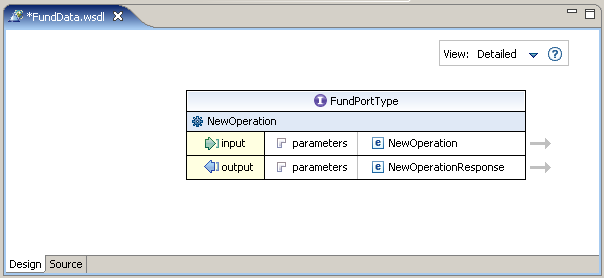 *FundData.wsdl
View: Detailed
FundPortType
NewOperation
input parameters NewOperation
output parameters NewOperationResponse
Design Source